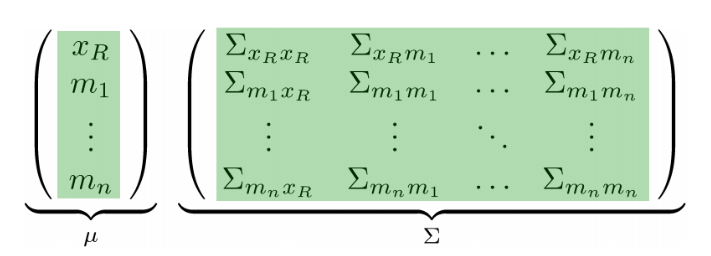 x_R Σ_{x_R x_R} Σ_{x_R m_1} … Σ_{x_R m_n}
m_1 Σ_{m_1 x_R} Σ_{m_1 m_1} … Σ_{m_1 m_n}
⋮ ⋮ ⋮ ⋱ ⋮
m_n Σ_{m_n x_R} Σ_{m_n m_1} … Σ_{m_n m_n}
μ Σ